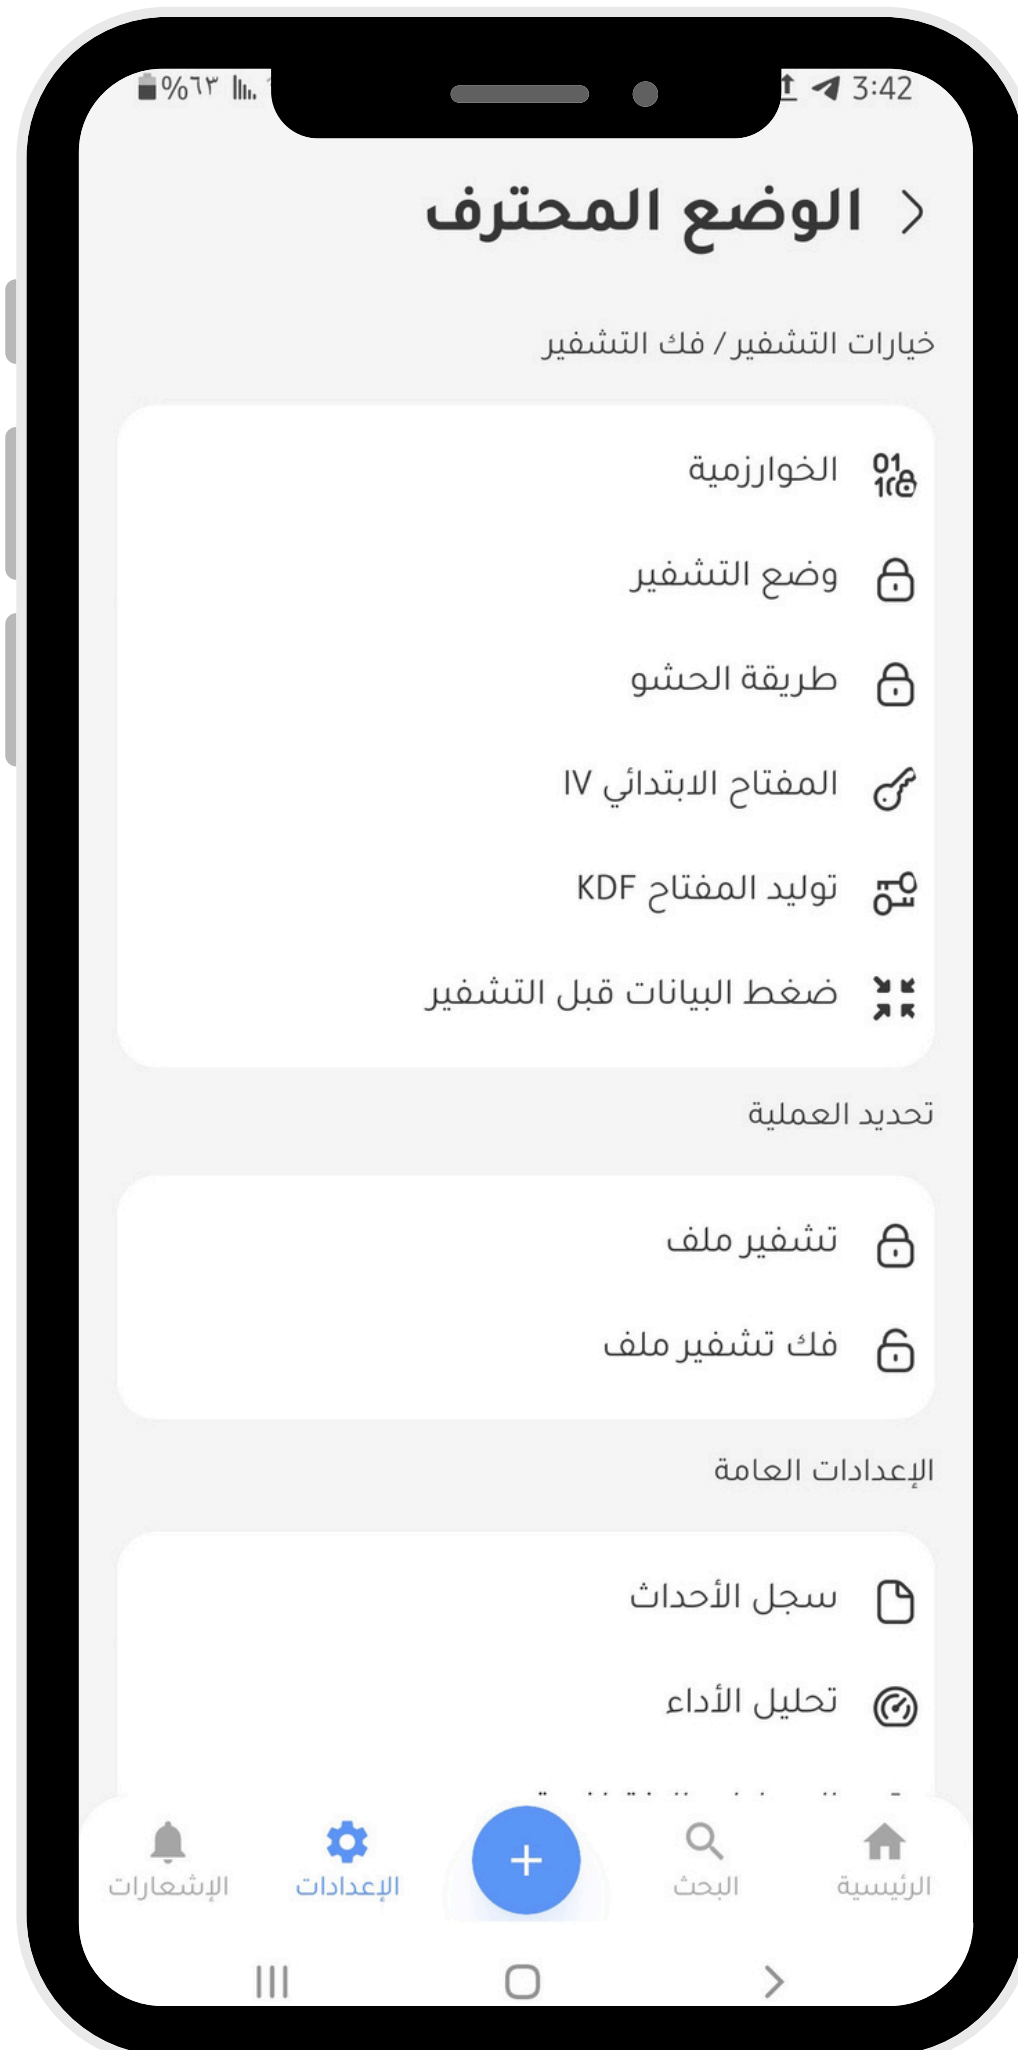 3:42
%٦٣
الوضع المحترف
خيارات التشفير / فك التشفير
الخوارزمية
وضع التشفير
طريقة الحشو
المفتاح الابتدائي IV
توليد المفتاح KDF
ضغط البيانات قبل التشفير
تحديد العملية
تشفير ملف
فك تشفير ملف
الإعدادات العامة
سجل الأحداث
تحليل الأداء
الرئيسية
البحث
الإعدادات
الإشعارات